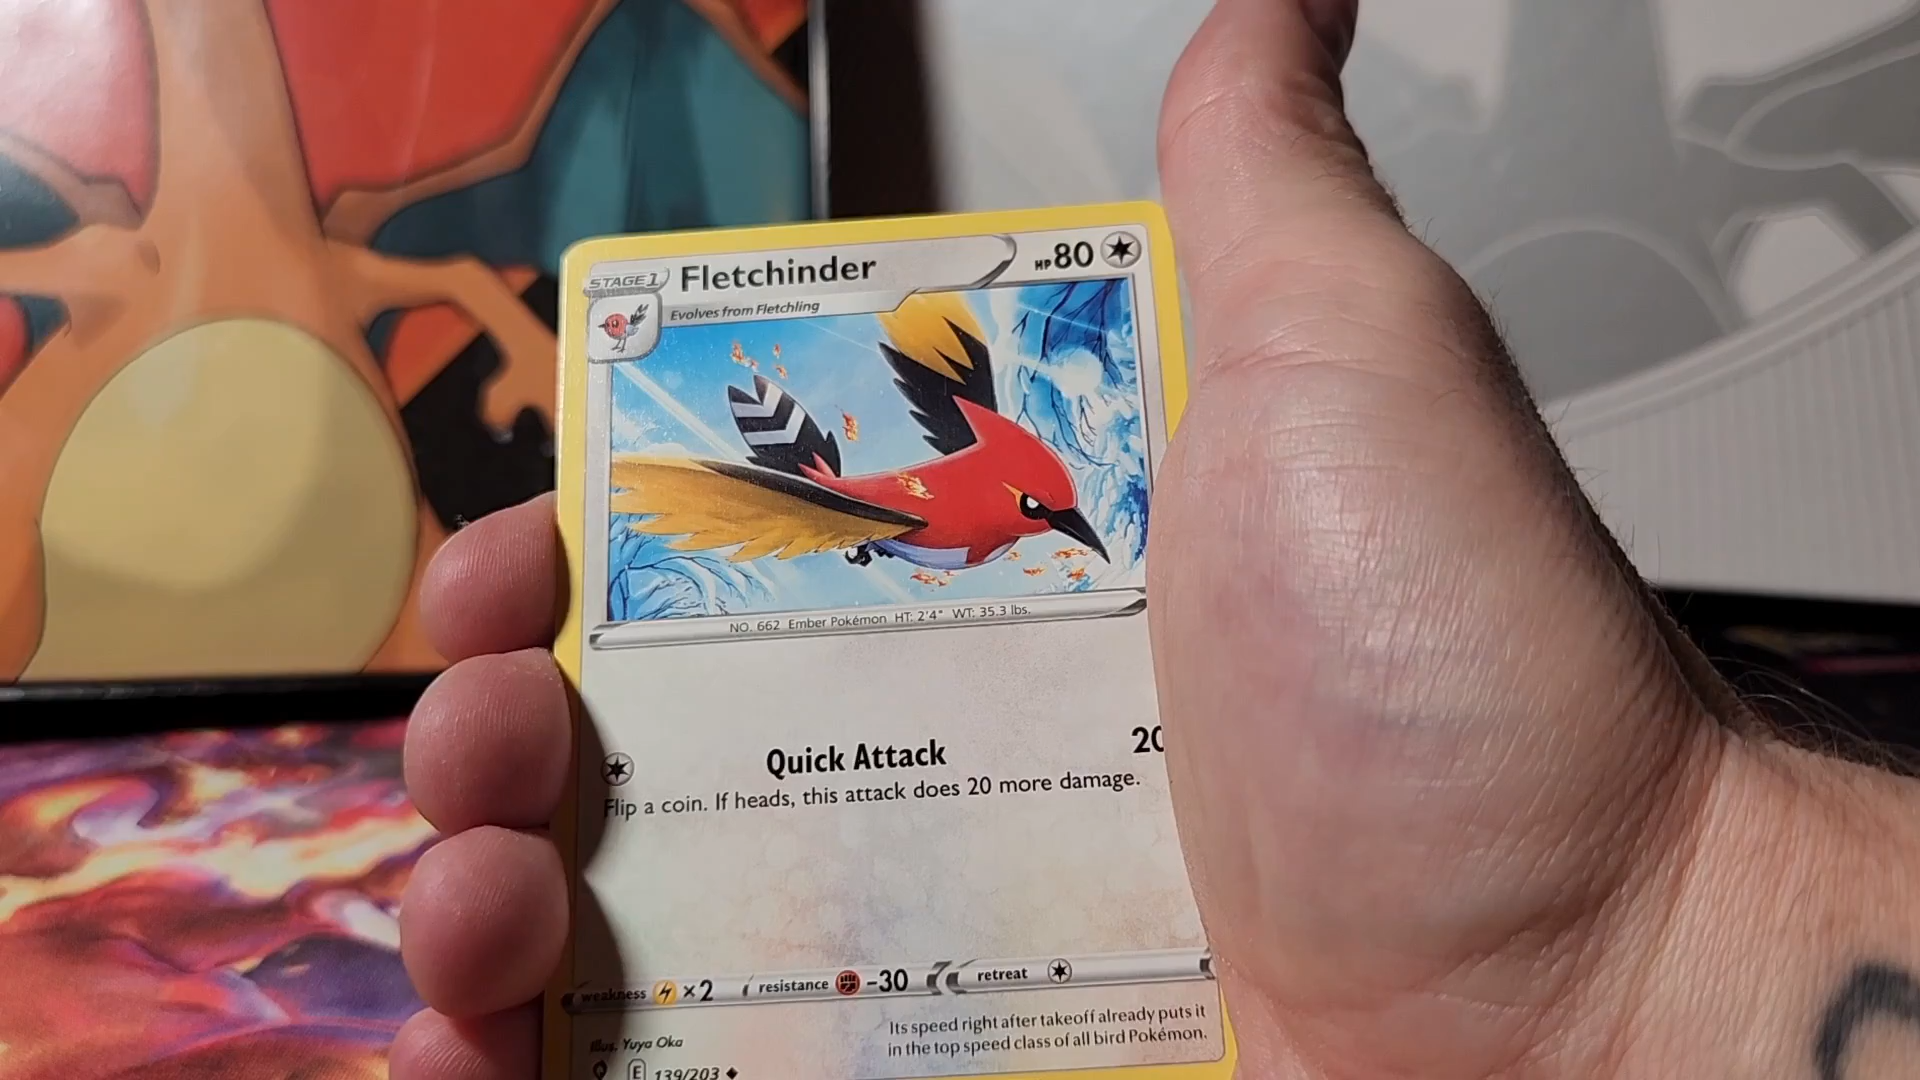 STAGE 1 Fletchinder HP 80
Evolves from Fletchling
NO. 662 Ember Pokémon HT: 2'4" WT: 35.3 lbs.
Quick Attack 20
Flip a coin. If heads, this attack does 20 more damage.
weakness ×2 resistance -30 retreat
Its speed right after takeoff already puts it
in the top speed class of all bird Pokémon.
Illus. Yuya Oka
E 139/203